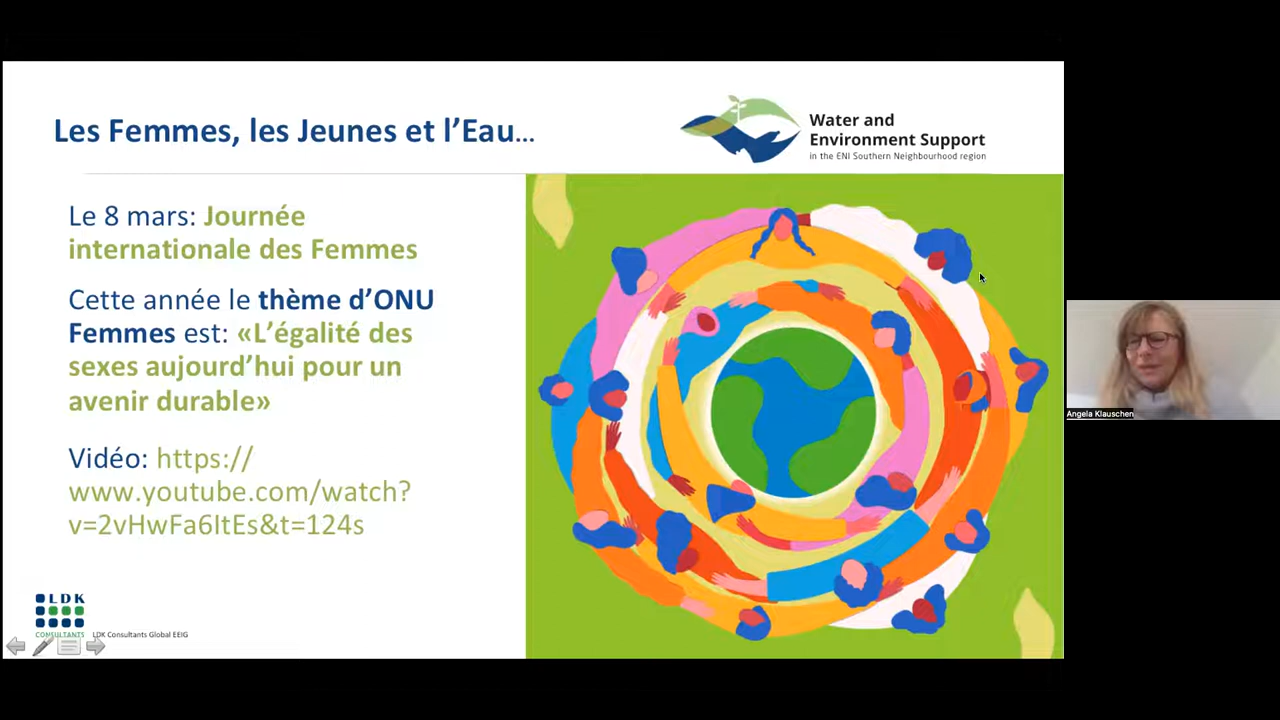 Les Femmes, les Jeunes et l’Eau...
Water and
Environment Support
in the ENI Southern Neighbourhood region
Le 8 mars: Journée
internationale des Femmes
Cette année le thème d’ONU
Femmes est: «L’égalité des
sexes aujourd’hui pour un
avenir durable»
Vidéo: https://
www.youtube.com/watch?
v=2vHwFa6ItEs&t=124s
LDK
CONSULTANTS
LDK Consultants Global EEIG
Angela Klauschen